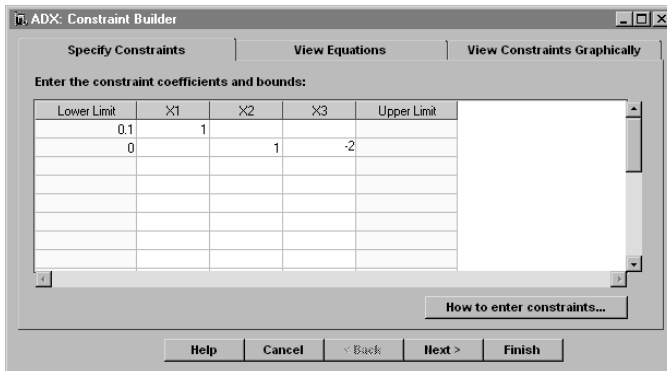 ADX: Constraint Builder
Specify Constraints View Equations View Constraints Graphically
Enter the constraint coefficients and bounds:
Lower Limit X1 X2 X3 Upper Limit
0.1 1
0 1 -2
How to enter constraints...
Help Cancel < Back Next > Finish